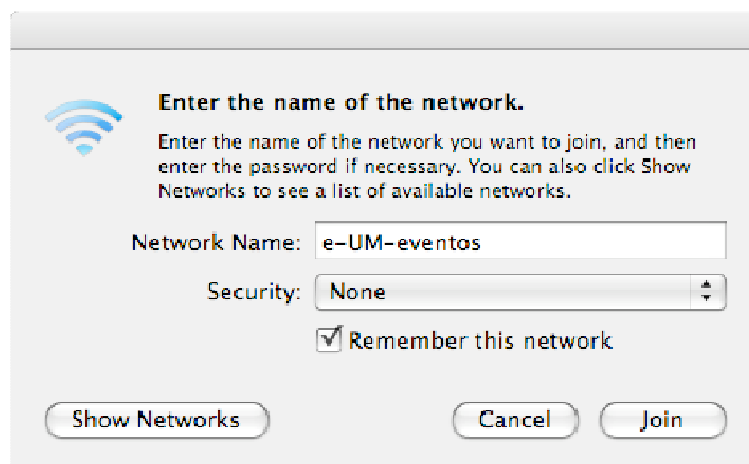 Enter the name of the network.
Enter the name of the network you want to join, and then
enter the password if necessary. You can also click Show
Networks to see a list of available networks.
Network Name: e-UM-eventos
Security: None
Remember this network
Show Networks Cancel Join